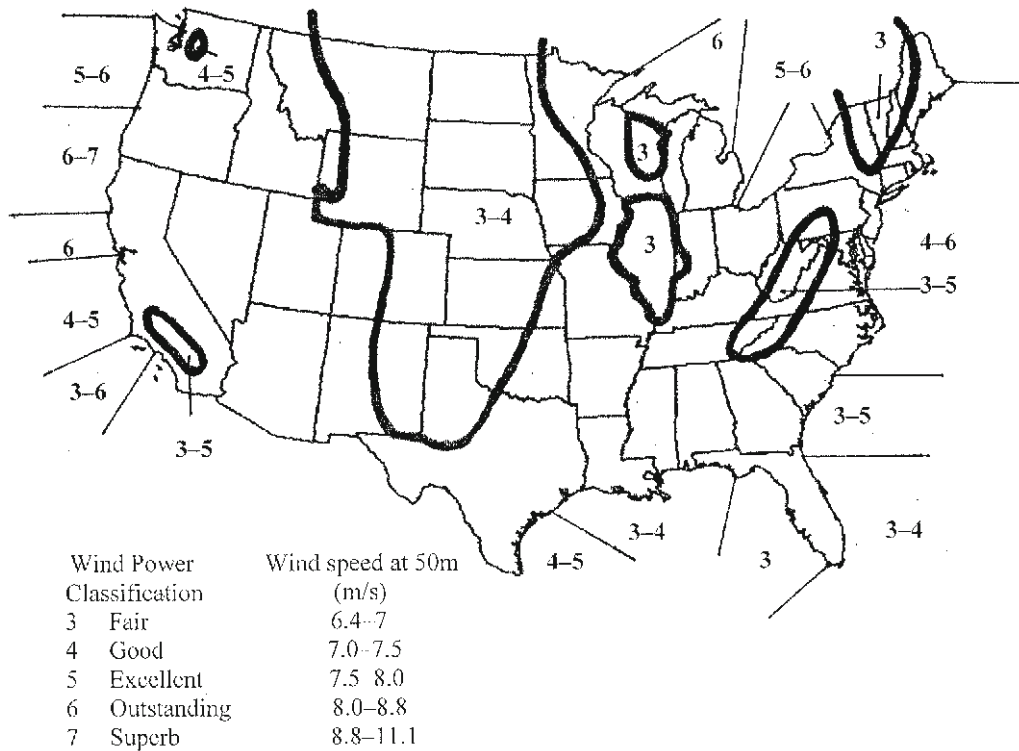 6
3
5–6
4–5
5–6
6–7
3
3–4
3
6
4–6
3–5
4–5
3–6
3–5
3–5
3–4
3–4
4–5
3
Wind Power Wind speed at 50m
Classification (m/s)
3 Fair 6.4–7
4 Good 7.0–7.5
5 Excellent 7.5 8.0
6 Outstanding 8.0–8.8
7 Superb 8.8–11.1